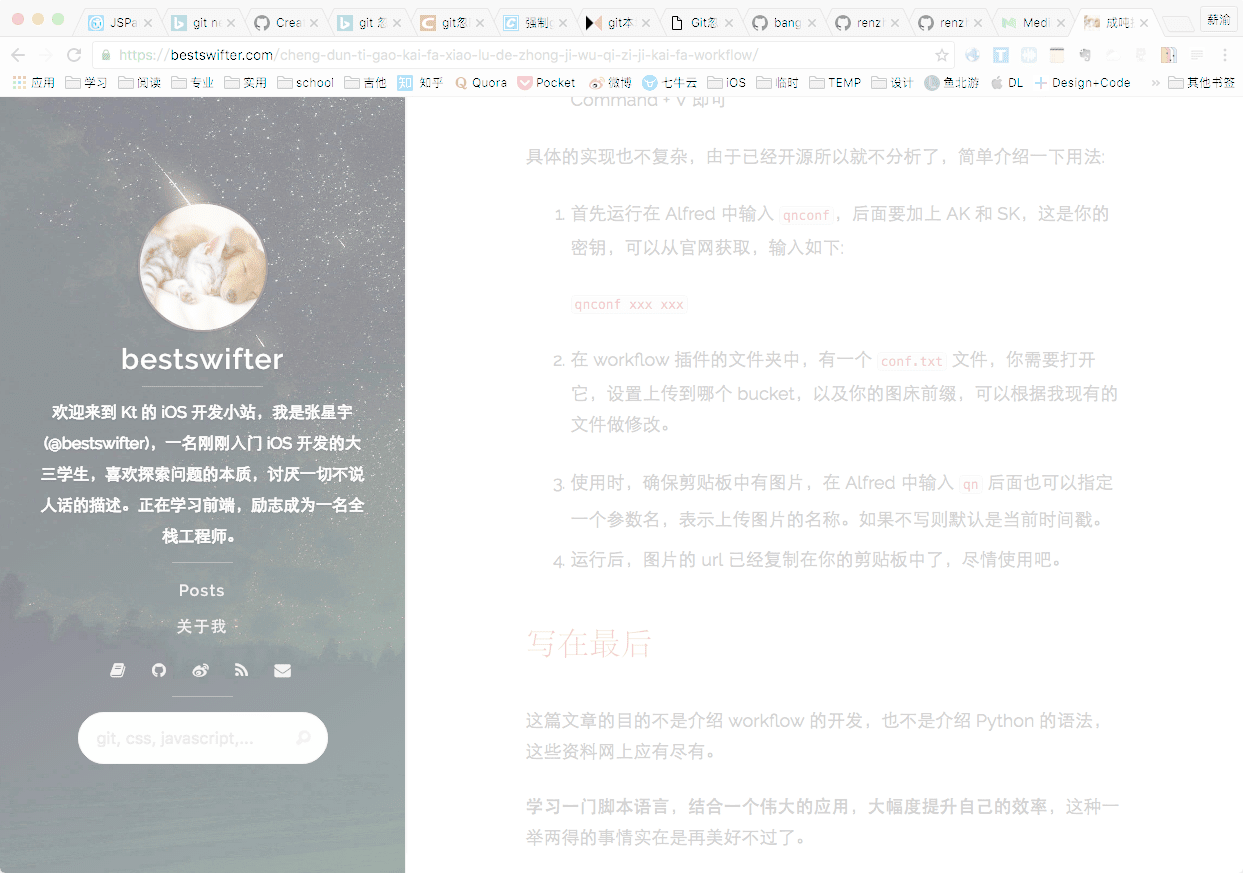 JSPa
git n
Crea
git 忽
git忽
强制
git本
Git忽
bang
renz
renz
Med
成吨
薪渝
https://bestswifter.com/cheng-dun-ti-gao-kai-fa-xiao-lu-de-zhong-ji-wu-qi-zi-ji-kai-fa-workflow/
应用 学习 阅读 专业 实用 school 吉他 知乎 Quora Pocket 微博 七牛云 iOS 临时 TEMP 设计 鱼北游 DL Design+Code » 其他书签
bestswifter
欢迎来到 Kt 的 iOS 开发小站，我是张星宇
(@bestswifter)，一名刚刚入门 iOS 开发的大
三学生，喜欢探索问题的本质，讨厌一切不说
人话的描述。正在学习前端，励志成为一名全
栈工程师。
Posts
关于我
git, css, javascript,...
Command + V 即可
具体的实现也不复杂，由于已经开源所以就不分析了，简单介绍一下用法:
1. 首先运行在 Alfred 中输入 qnconf ，后面要加上 AK 和 SK，这是你的
密钥，可以从官网获取，输入如下:
qnconf xxx xxx
2. 在 workflow 插件的文件夹中，有一个 conf.txt 文件，你需要打开
它，设置上传到哪个 bucket，以及你的图床前缀，可以根据我现有的
文件做修改。
3. 使用时，确保剪贴板中有图片，在 Alfred 中输入 qn 后面也可以指定
一个参数名，表示上传图片的名称。如果不写则默认是当前时间戳。
4. 运行后，图片的 url 已经复制在你的剪贴板中了，尽情使用吧。
写在最后
这篇文章的目的不是介绍 workflow 的开发，也不是介绍 Python 的语法，
这些资料网上应有尽有。
学习一门脚本语言，结合一个伟大的应用，大幅度提升自己的效率，这种一
举两得的事情实在是再美好不过了。